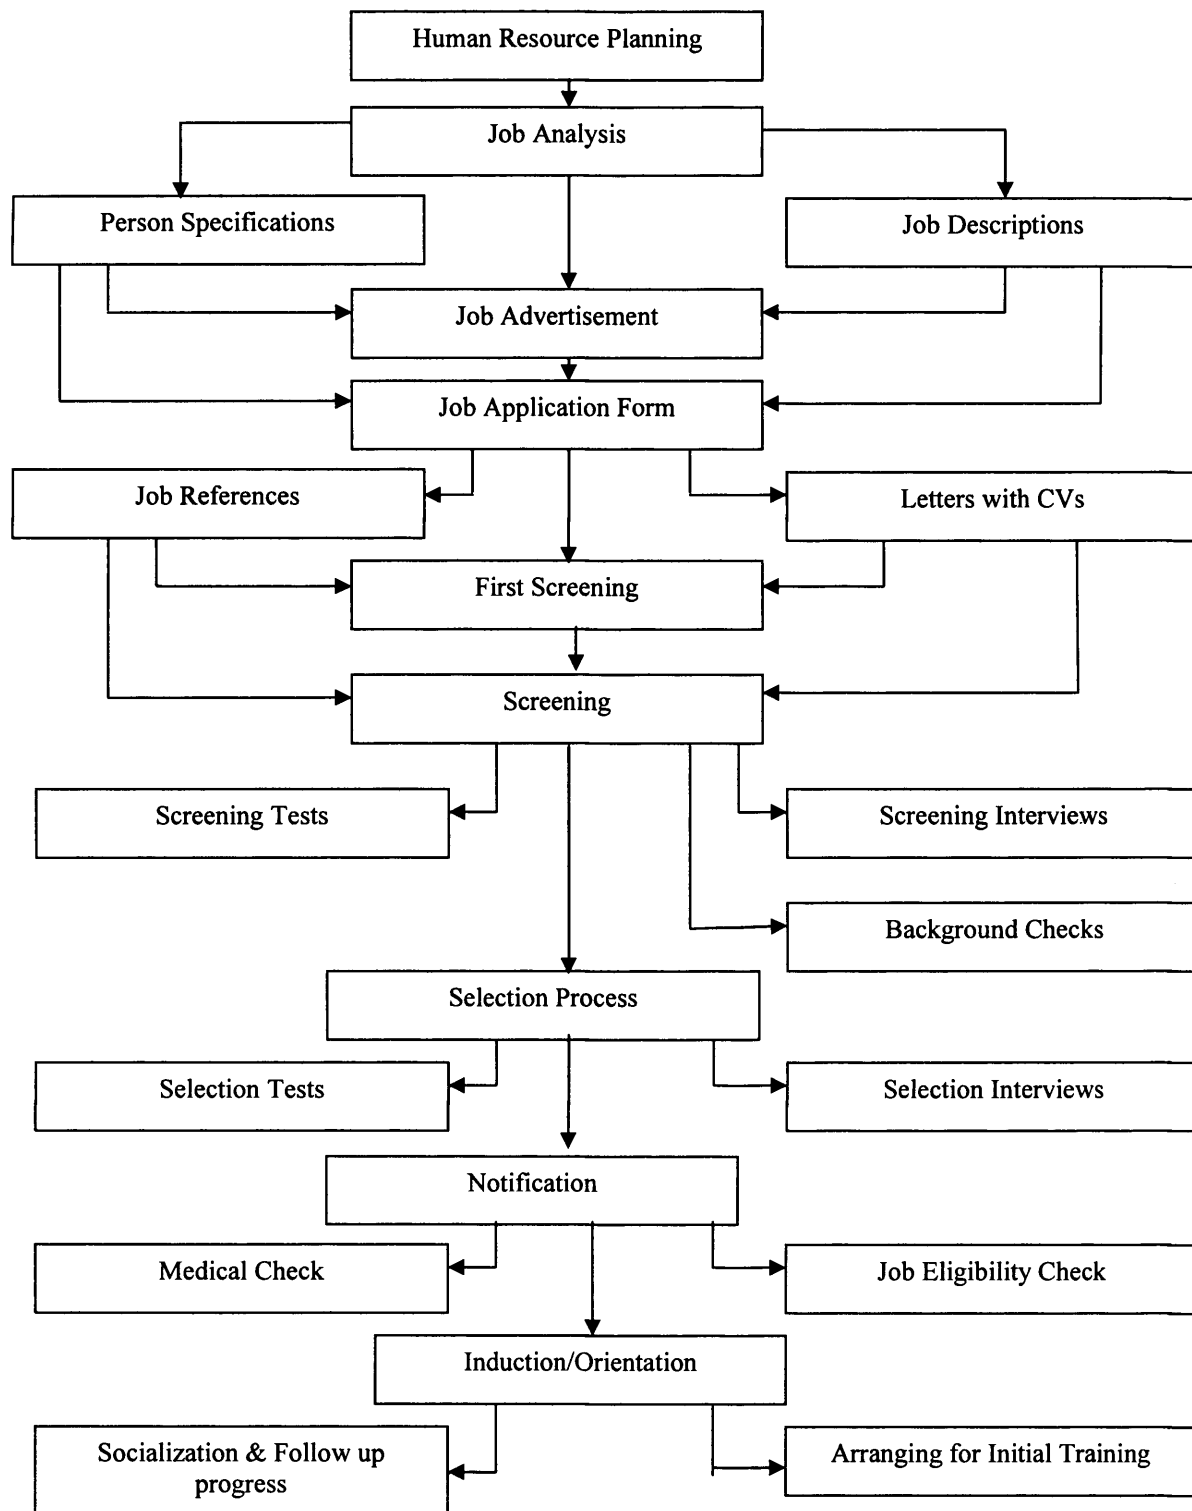 Human Resource Planning
Job Analysis
Person Specifications
Job Descriptions
Job Advertisement
Job Application Form
Job References
Letters with CVs
First Screening
Screening
Screening Tests
Screening Interviews
Background Checks
Selection Process
Selection Tests
Selection Interviews
Notification
Medical Check
Job Eligibility Check
Induction/Orientation
Socialization & Follow up
progress
Arranging for Initial Training